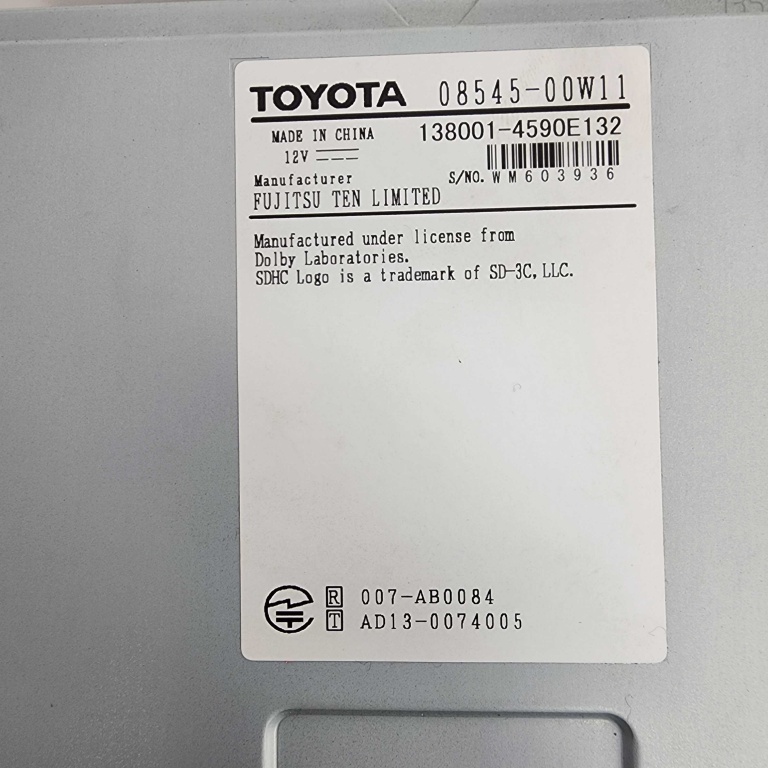 TOYOTA 08545-00W11
MADE IN CHINA 138001-4590E132
12V
Manufacturer S/NO. WM603936
FUJITSU TEN LIMITED
Manufactured under license from
Dolby Laboratories.
SDHC Logo is a trademark of SD-3C, LLC.
R 007-AB0084
T AD13-0074005